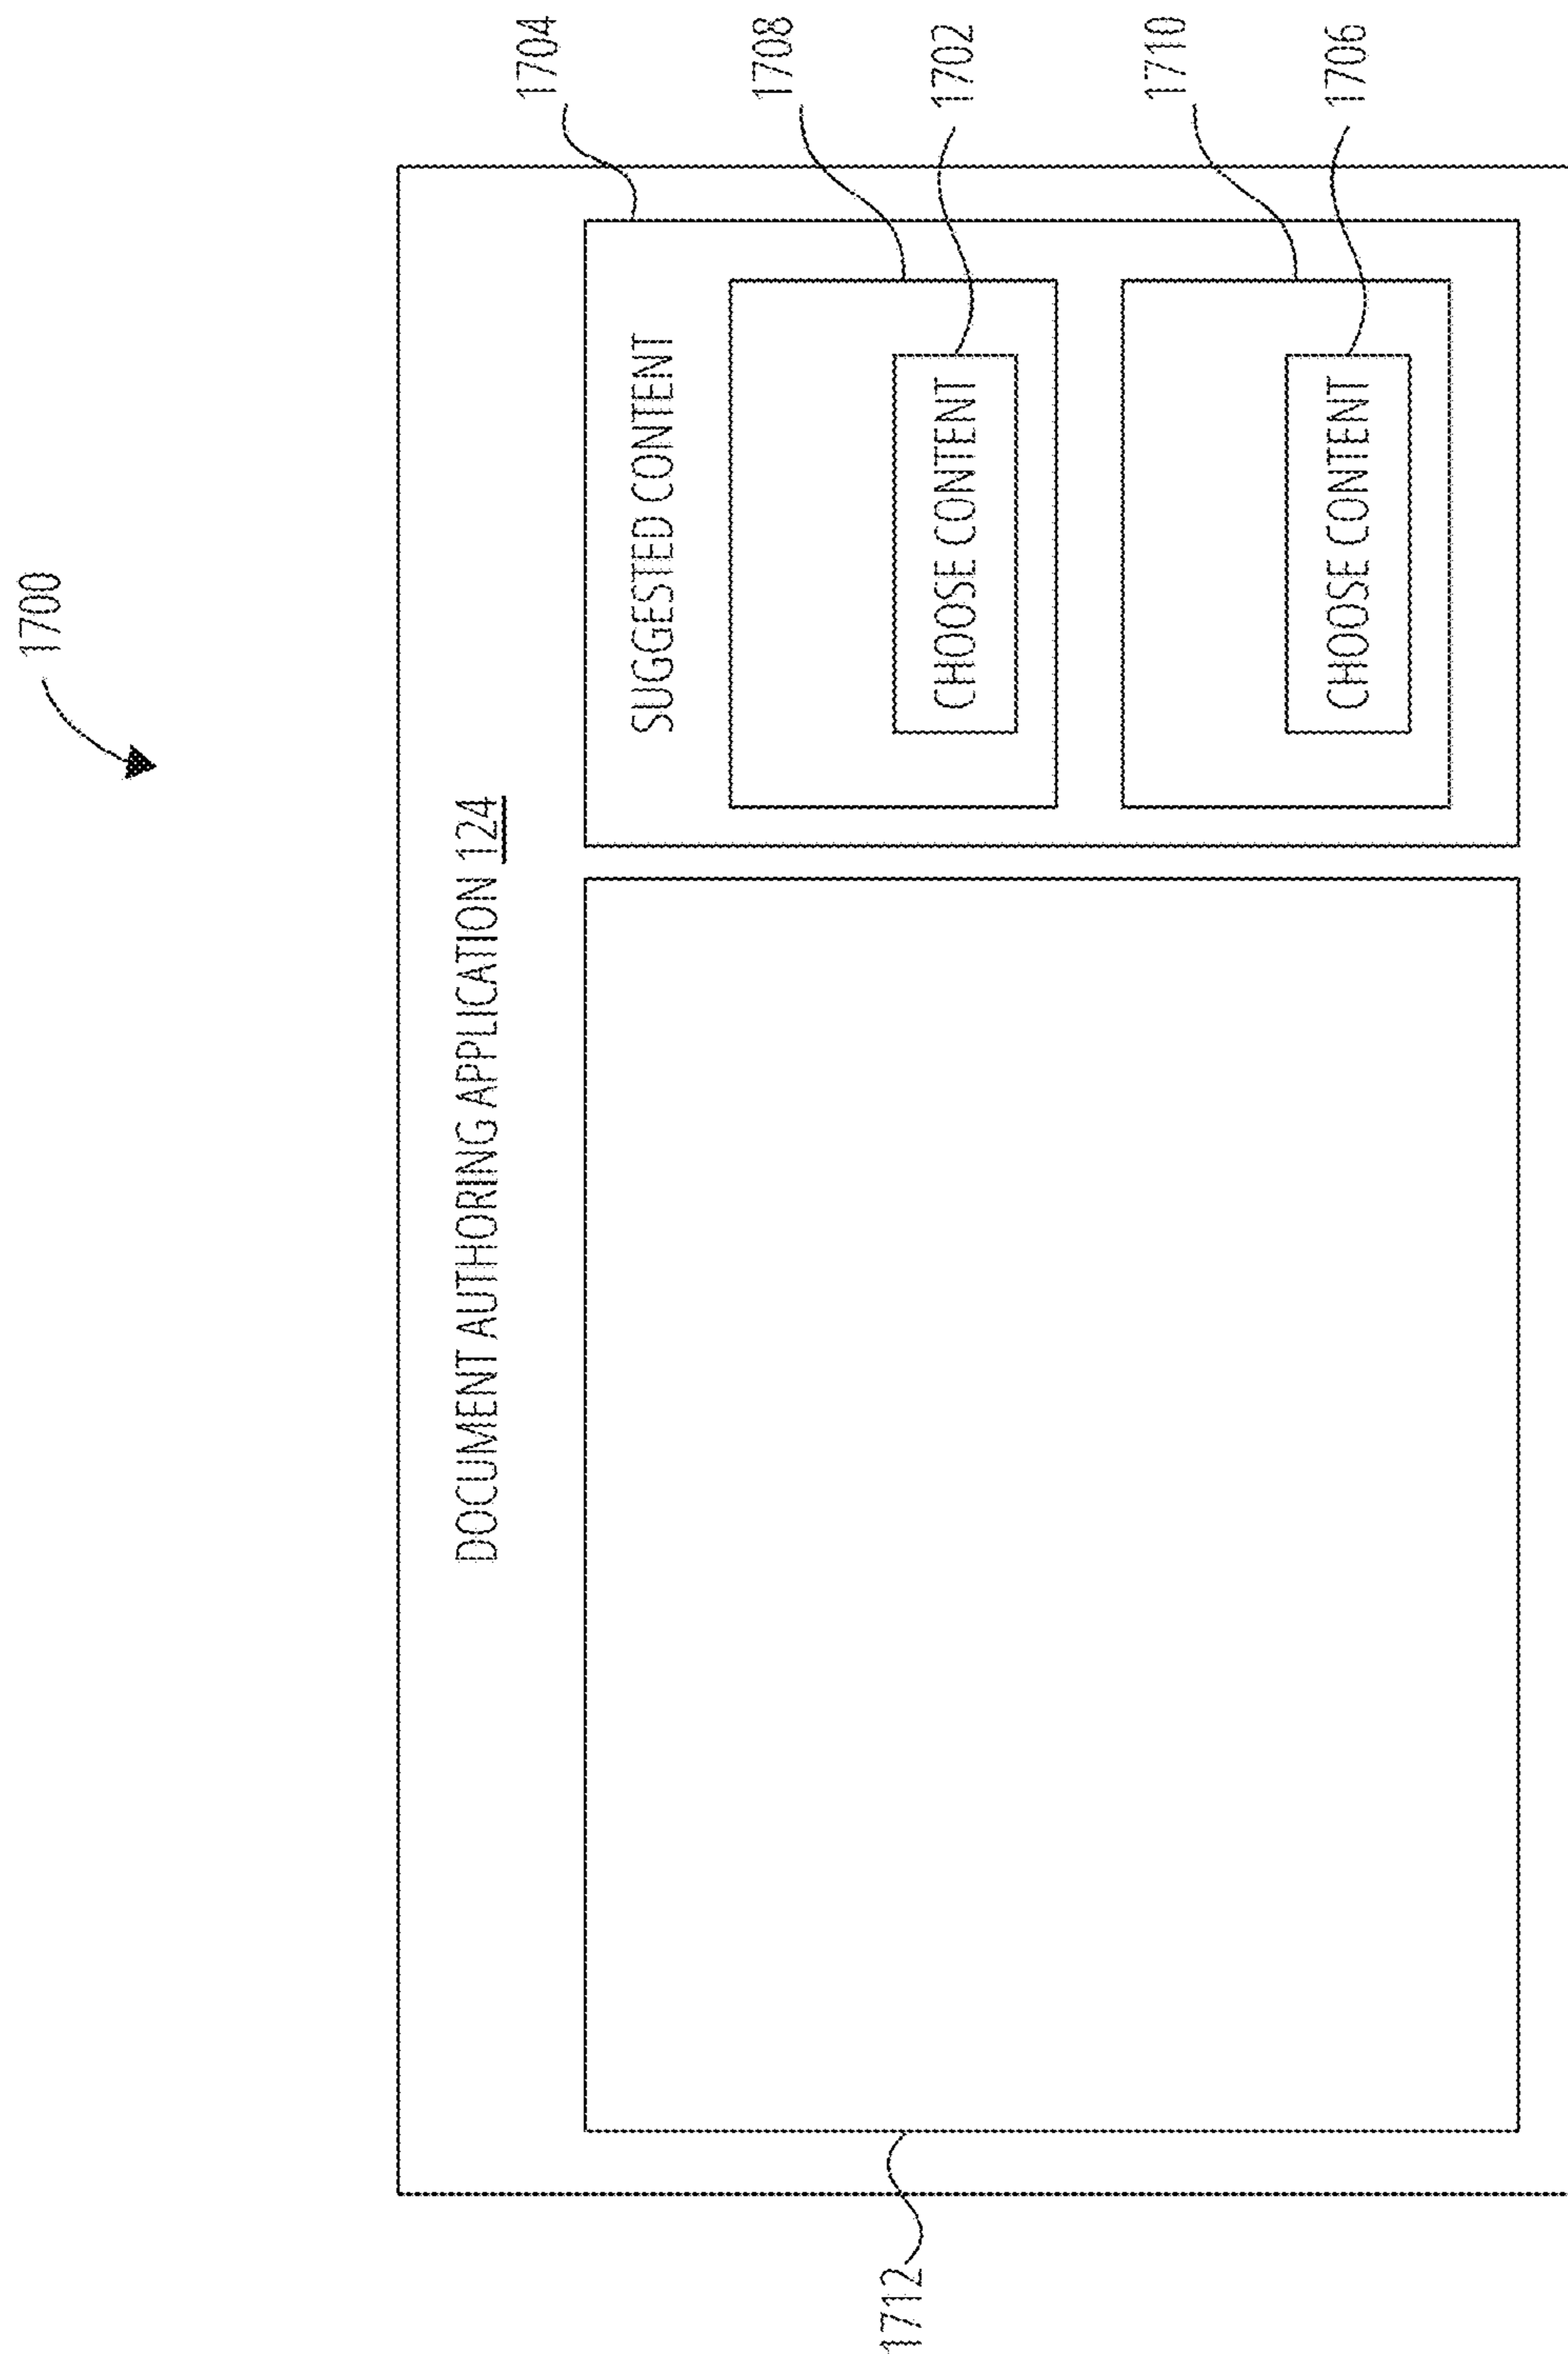 1700
DOCUMENT AUTHORING APPLICATION 124
1704
SUGGESTED CONTENT
1708
1712
CHOOSE CONTENT
1702
1710
CHOOSE CONTENT
1706